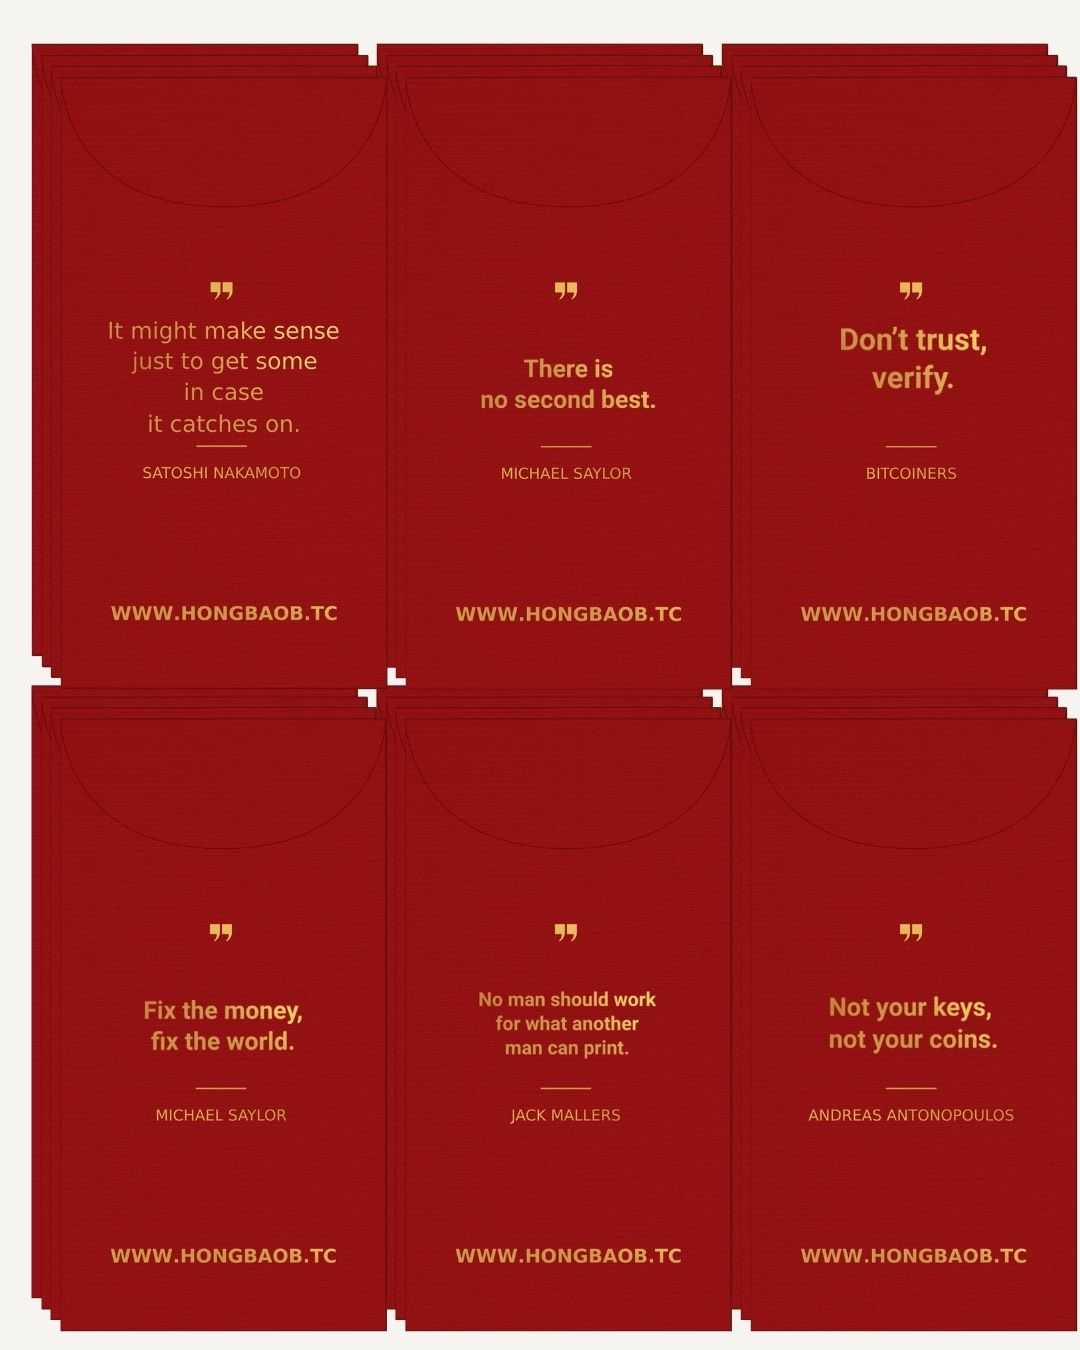 ❞
It might make sense
just to get some
in case
it catches on.
SATOSHI NAKAMOTO
WWW.HONGBAOB.TC
❞
There is
no second best.
MICHAEL SAYLOR
WWW.HONGBAOB.TC
❞
Don’t trust,
verify.
BITCOINERS
WWW.HONGBAOB.TC
❞
Fix the money,
fix the world.
MICHAEL SAYLOR
WWW.HONGBAOB.TC
❞
No man should work
for what another
man can print.
JACK MALLERS
WWW.HONGBAOB.TC
❞
Not your keys,
not your coins.
ANDREAS ANTONOPOULOS
WWW.HONGBAOB.TC